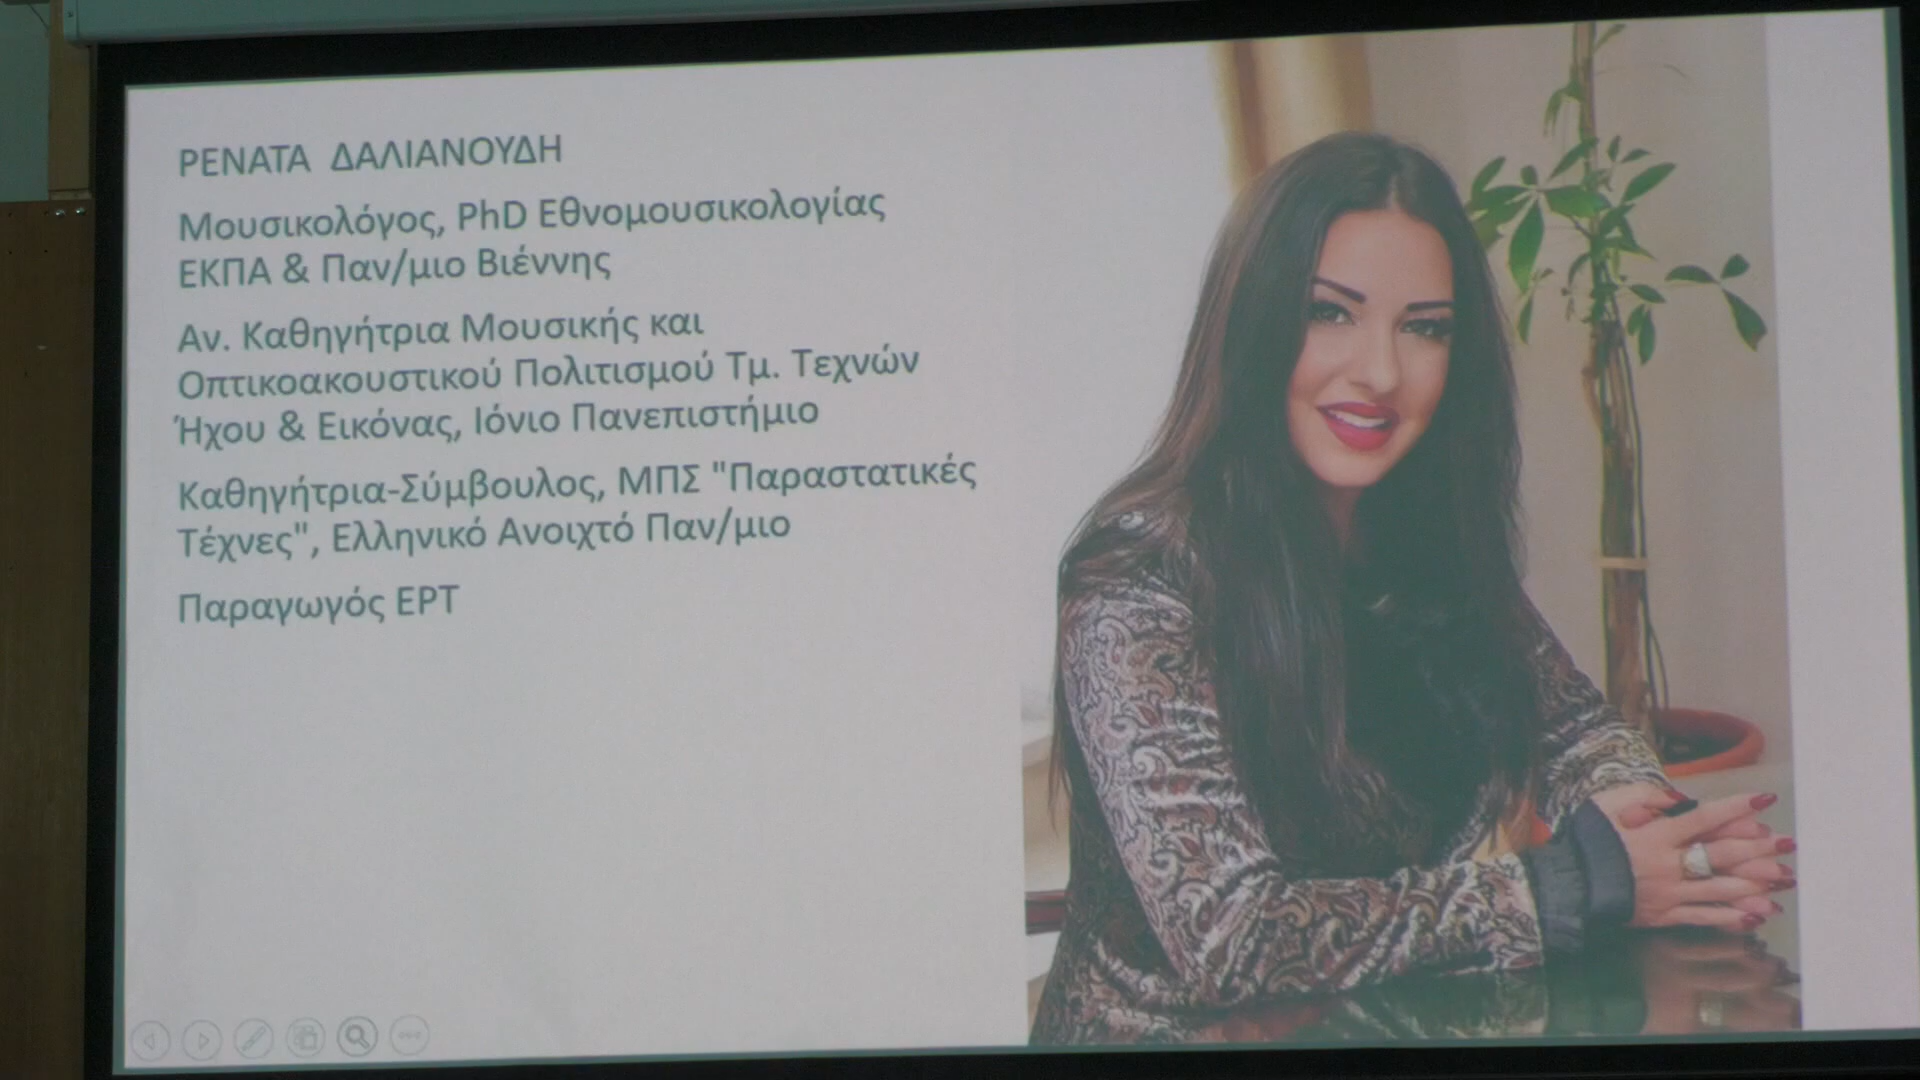 ΡΕΝΑΤΑ ΔΑΛΙΑΝΟΥΔΗ
Μουσικολόγος, PhD Εθνομουσικολογίας
ΕΚΠΑ & Παν/μιο Βιέννης
Αν. Καθηγήτρια Μουσικής και
Οπτικοακουστικού Πολιτισμού Τμ. Τεχνών
Ήχου & Εικόνας, Ιόνιο Πανεπιστήμιο
Καθηγήτρια-Σύμβουλος, ΜΠΣ "Παραστατικές
Τέχνες", Ελληνικό Ανοιχτό Παν/μιο
Παραγωγός ΕΡΤ